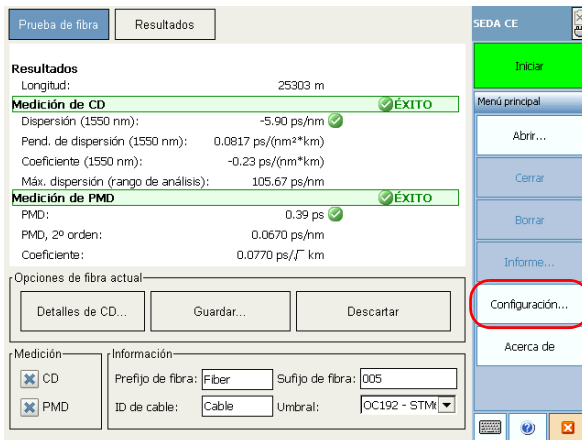 Prueba de fibra
Resultados
SEDA CE
Resultados
Longitud: 25303 m
Medición de CD ÉXITO
Dispersión (1550 nm): -5.90 ps/nm
Pend. de dispersión (1550 nm): 0.0817 ps/(nm²*km)
Coeficiente (1550 nm): -0.23 ps/(nm*km)
Máx. dispersión (rango de análisis): 105.67 ps/nm
Medición de PMD ÉXITO
PMD: 0.39 ps
PMD, 2º orden: 0.0670 ps/nm
Coeficiente: 0.0770 ps/√ km
Opciones de fibra actual
Detalles de CD...
Guardar...
Descartar
Medición
CD
PMD
Información
Prefijo de fibra: Fiber Sufijo de fibra: 005
ID de cable: Cable Umbral: OC192 - STM
Iniciar
Menú principal
Abrir...
Cerrar
Borrar
Informe...
Configuración...
Acerca de